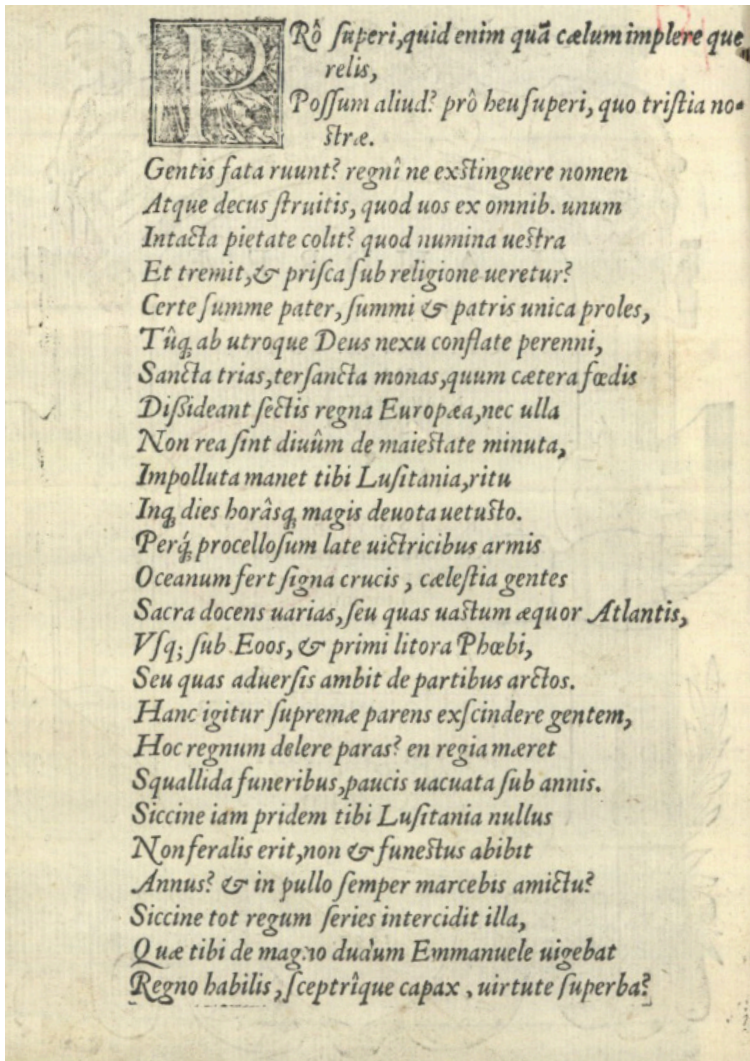 PRô ſuperi, quid enim quã cælum implere que
relis,
Poſſum aliud? prô heu ſuperi, quo triſtia no-
ſtræ.
Gentis fata ruunt? regnî ne exſtinguere nomen
Atque decus ſtruitis, quod uos ex omnib. unum
Intacta pietate colit? quod numina ueſtra
Et tremit, & priſca ſub religione ueretur?
Certe ſumme pater, ſummi & patris unica proles,
Tûq́; ab utroque Deus nexu conflate perenni,
Sancta trias, ter ſancta monas, quum cætera fœdis
Dißideant ſectis regna Europæa, nec ulla
Non rea ſint diuûm de maieſtate minuta,
Impolluta manet tibi Luſitania, ritu
Inq́; dies horâsq́; magis deuota uetuſto.
Perq́; procelloſum late uictricibus armis
Oceanum fert ſigna crucis, cæleſtia gentes
Sacra docens uarias, ſeu quas uaſtum æquor Atlantis,
Vſq; ſub Eoos, & primi litora Phœbi,
Seu quas aduerſis ambit de partibus arctos.
Hanc igitur ſupremæ parens exſcindere gentem,
Hoc regnum delere paras? en regia mæret
Squallida funeribus, paucis uacuata ſub annis.
Siccine iam pridem tibi Luſitania nullus
Non feralis erit, non & funeſtus abibit
Annus? & in pullo ſemper marcebis amictu?
Siccine tot regum ſeries intercidit illa,
Quæ tibi de magno dudum Emmanuele uigebat
Regno habilis, ſceptrîque capax, uirtute ſuperba?